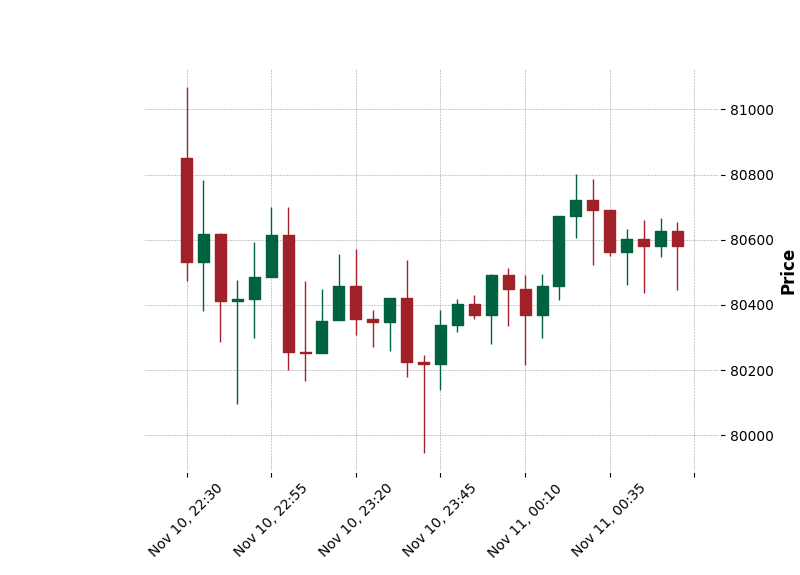 81000
80800
80600
80400
80200
80000
Price
Nov 10, 22:30
Nov 10, 22:55
Nov 10, 23:20
Nov 10, 23:45
Nov 11, 00:10
Nov 11, 00:35